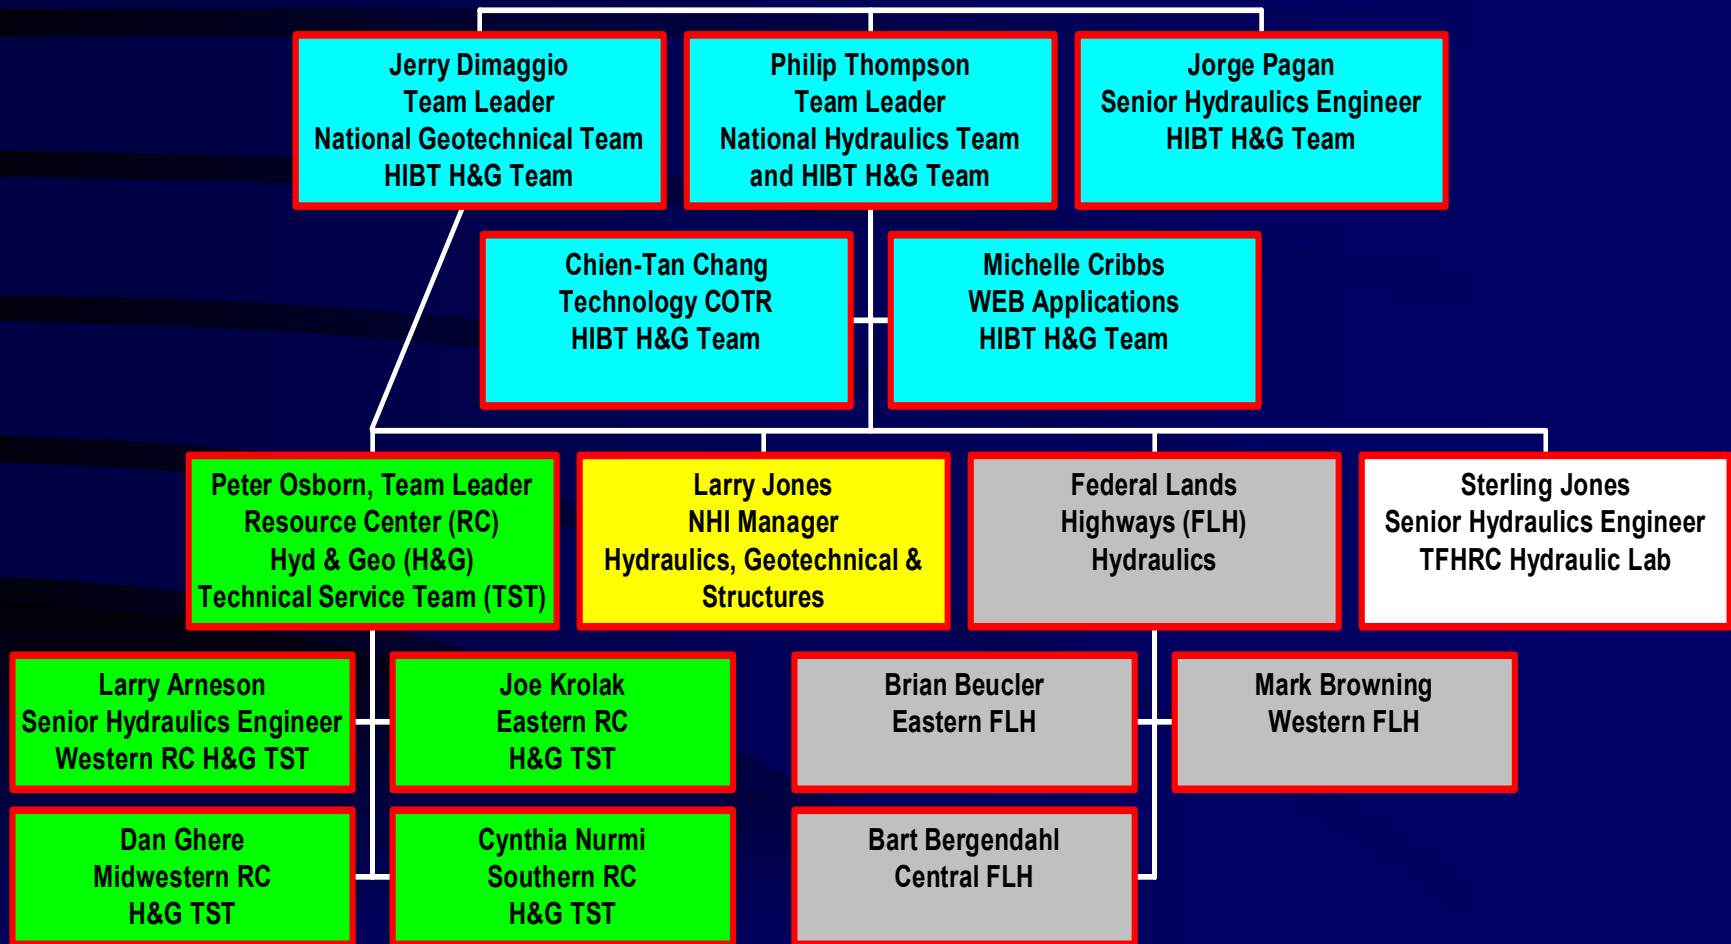 Jerry Dimaggio
Team Leader
National Geotechnical Team
HIBT H&G Team
Philip Thompson
Team Leader
National Hydraulics Team
and HIBT H&G Team
Jorge Pagan
Senior Hydraulics Engineer
HIBT H&G Team
Chien-Tan Chang
Technology COTR
HIBT H&G Team
Michelle Cribbs
WEB Applications
HIBT H&G Team
Peter Osborn, Team Leader
Resource Center (RC)
Hyd & Geo (H&G)
Technical Service Team (TST)
Larry Jones
NHI Manager
Hydraulics, Geotechnical &
Structures
Federal Lands
Highways (FLH)
Hydraulics
Sterling Jones
Senior Hydraulics Engineer
TFHRC Hydraulic Lab
Larry Arneson
Senior Hydraulics Engineer
Western RC H&G TST
Joe Krolak
Eastern RC
H&G TST
Brian Beucler
Eastern FLH
Mark Browning
Western FLH
Dan Ghere
Midwestern RC
H&G TST
Cynthia Nurmi
Southern RC
H&G TST
Bart Bergendahl
Central FLH